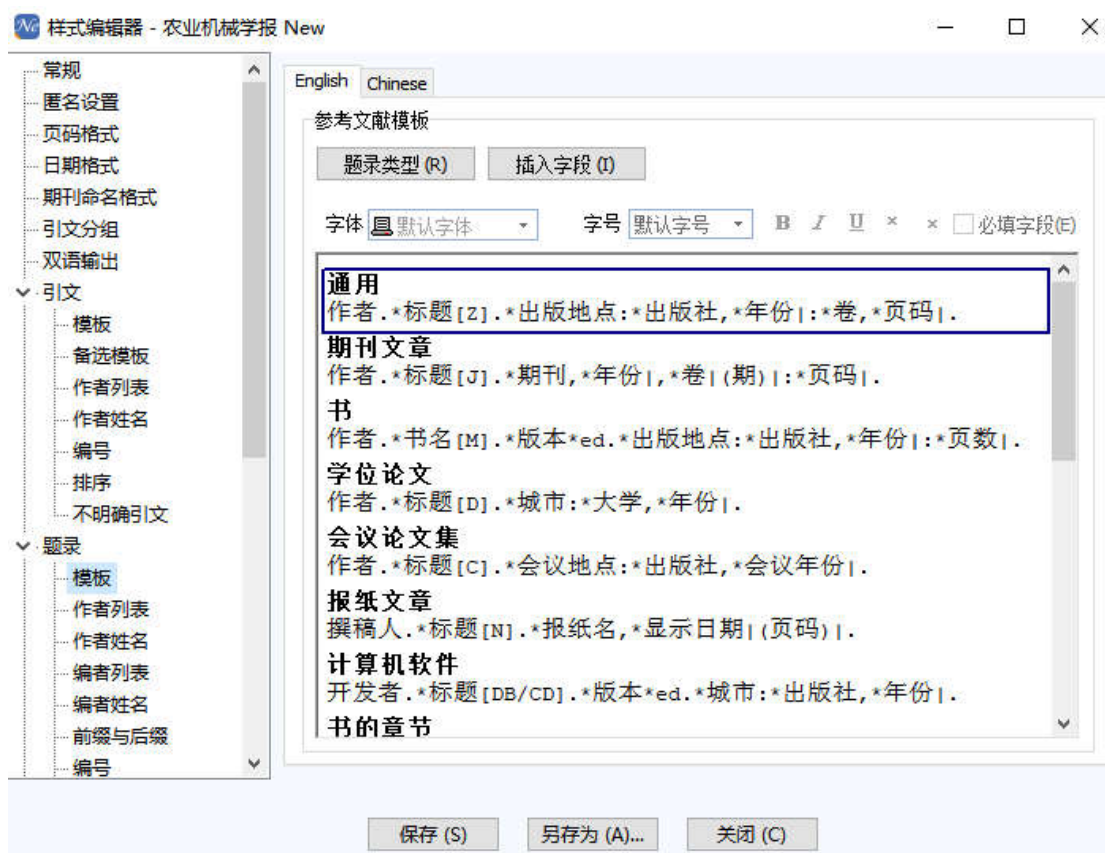 Ne 样式编辑器 - 农业机械学报 New
常规
匿名设置
页码格式
日期格式
期刊命名格式
引文分组
双语输出
引文
模板
备选模板
作者列表
作者姓名
编号
排序
不明确引文
题录
模板
作者列表
作者姓名
编者列表
编者姓名
前缀与后缀
编号
English Chinese
参考文献模板
题录类型 (R) 插入字段 (I)
字体 默认字体 字号 默认字号 B I U × × 必填字段(E)
通用
作者.*标题[Z].*出版地点:*出版社,*年份|:*卷,*页码|.
期刊文章
作者.*标题[J].*期刊,*年份|,*卷|(期)|:*页码|.
书
作者.*书名[M].*版本*ed.*出版地点:*出版社,*年份|:*页数|.
学位论文
作者.*标题[D].*城市:*大学,*年份|.
会议论文集
作者.*标题[C].*会议地点:*出版社,*会议年份|.
报纸文章
撰稿人.*标题[N].*报纸名,*显示日期|(页码)|.
计算机软件
开发者.*标题[DB/CD].*版本*ed.*城市:*出版社,*年份|.
书的章节
保存 (S) 另存为 (A)... 关闭 (C)